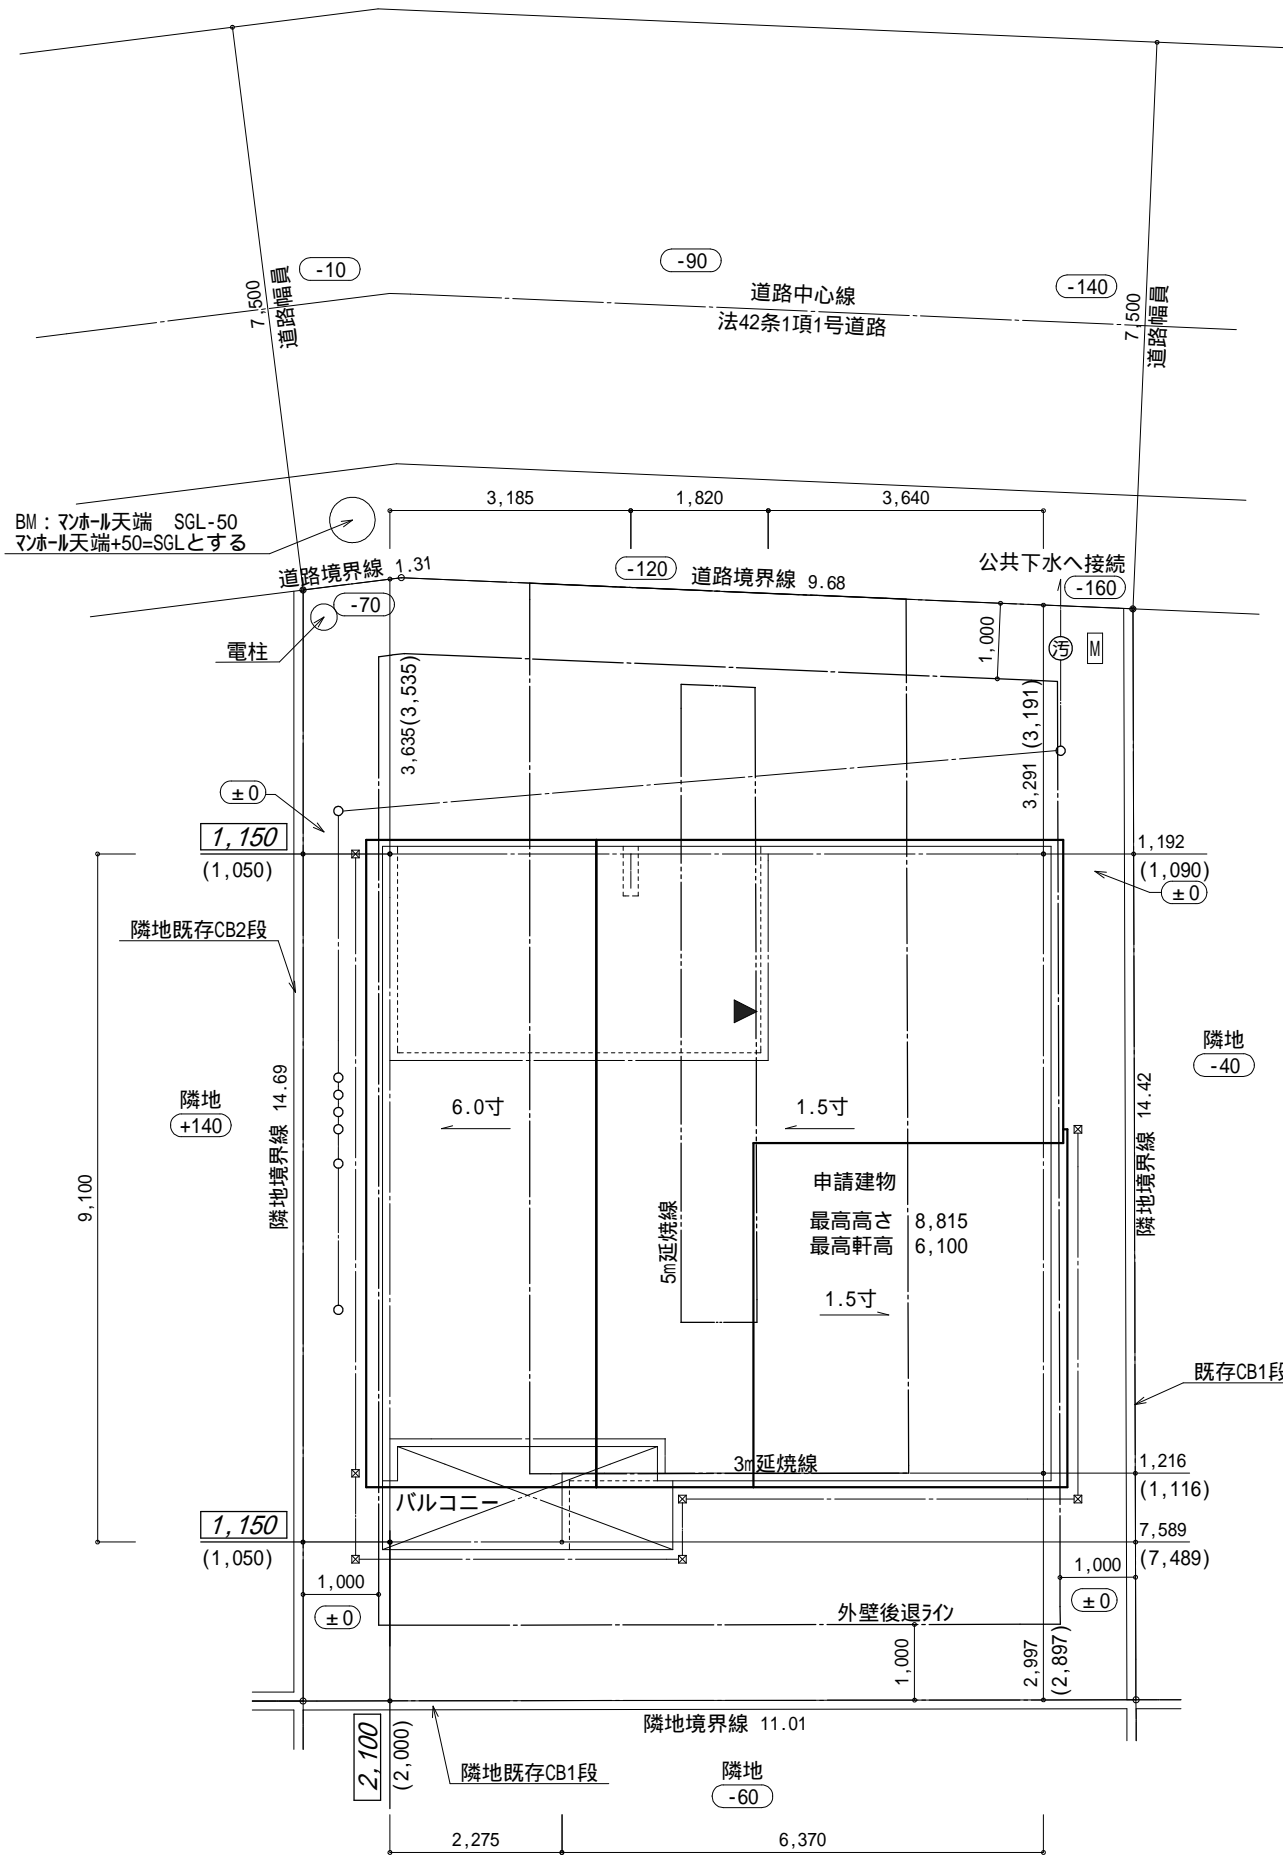 -10
-90
-140
7,500
道路幅員
道路中心線
法42条1項1号道路
7,500
道路幅員
BM：マンホール天端　SGL-50
マンホール天端+50=SGLとする
3,185
1,820
3,640
道路境界線 1.31
-120
道路境界線 9.68
公共下水へ接続
-160
-70
電柱
1,000
汚
M
3,635(3,535)
3,291 (3,191)
±0
1,150
(1,050)
1,192
(1,090)
±0
隣地既存CB2段
隣地
+140
隣地境界線 14.69
9,100
6.0寸
1.5寸
隣地
-40
隣地境界線 14.42
申請建物
最高高さ 8,815
最高軒高 6,100
5m延焼線
1.5寸
既存CB1段
3m延焼線
バルコニー
1,216
(1,116)
1,150
(1,050)
7,589
(7,489)
1,000
±0
1,000
±0
外壁後退ライン
1,000
2,997
(2,897)
隣地境界線 11.01
2,100
(2,000)
隣地既存CB1段
隣地
-60
2,275
6,370